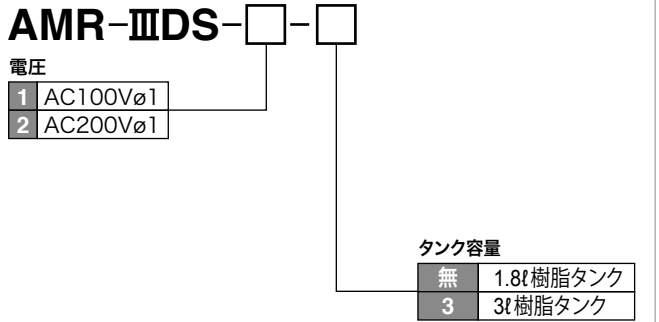 AMR-ⅢDS-□-□
電圧
1 AC100Vø1
2 AC200Vø1
タンク容量
無 1.8ℓ樹脂タンク
3 3ℓ樹脂タンク